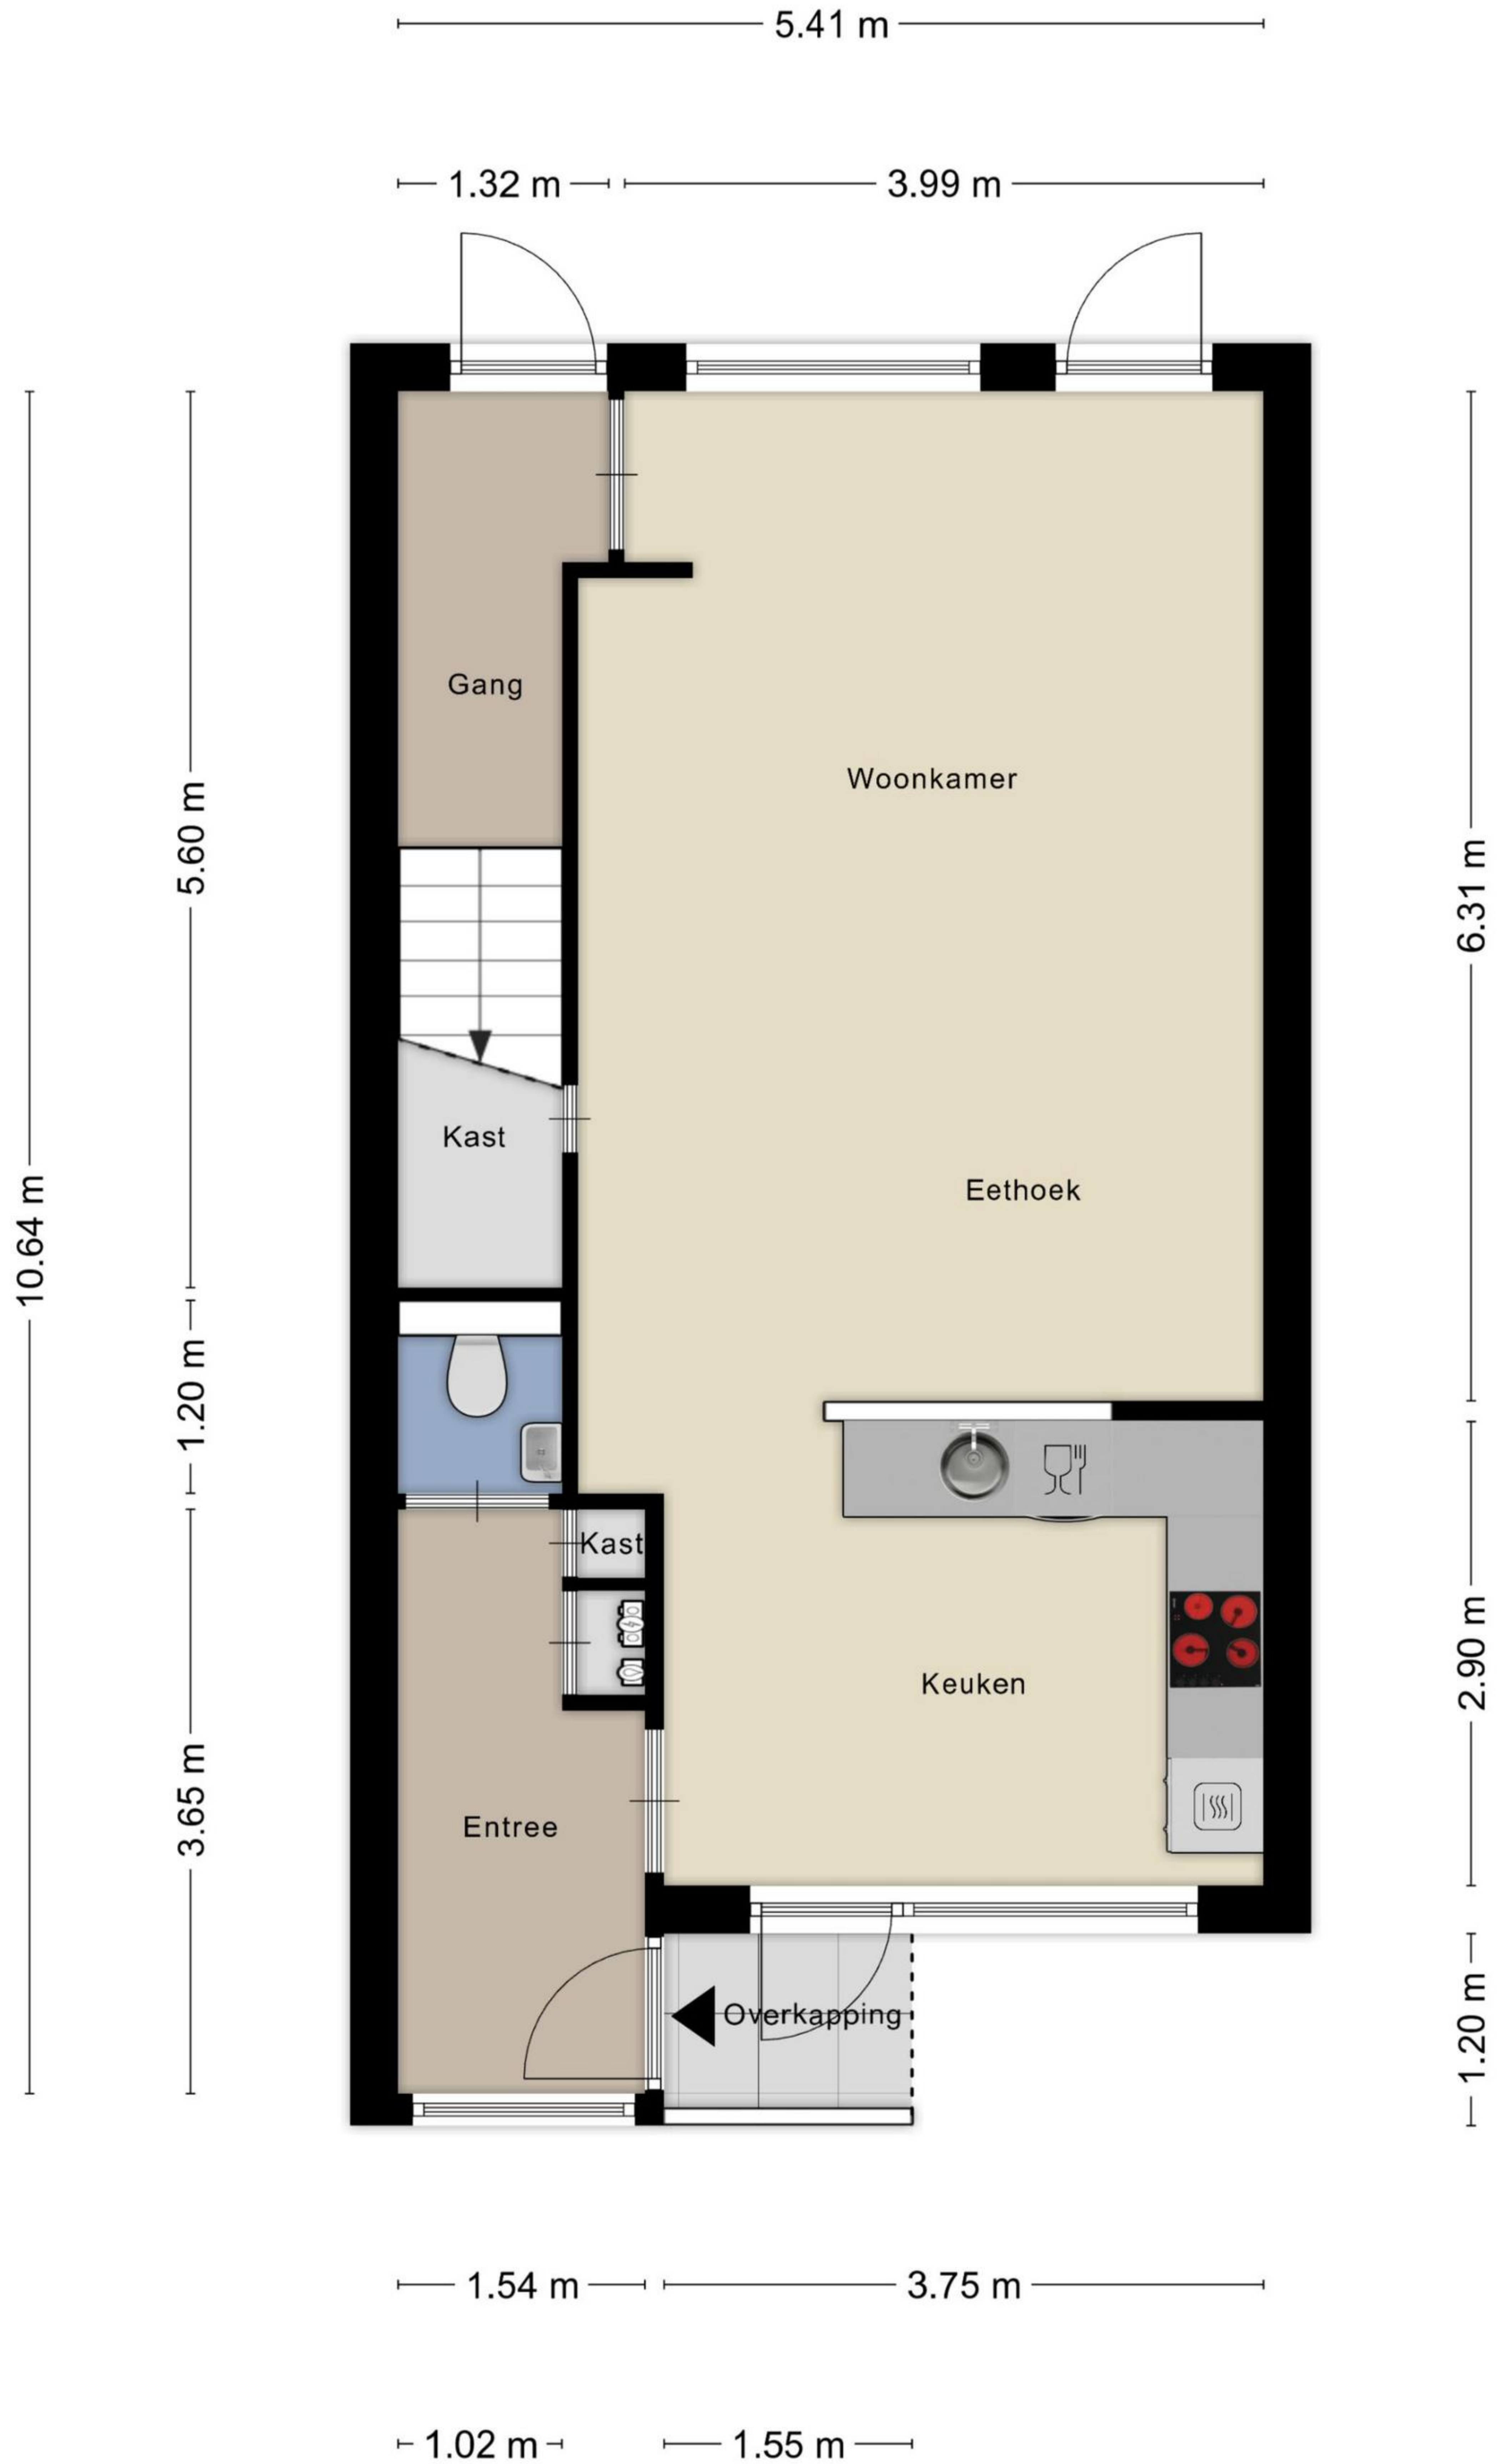 5.41 m
1.32 m
3.99 m
Gang
Woonkamer
5.60 m
6.31 m
Kast
Eethoek
10.64 m
1.20 m
Kast
Keuken
2.90 m
Entree
3.65 m
Overkapping
1.20 m
1.54 m
3.75 m
1.02 m
1.55 m